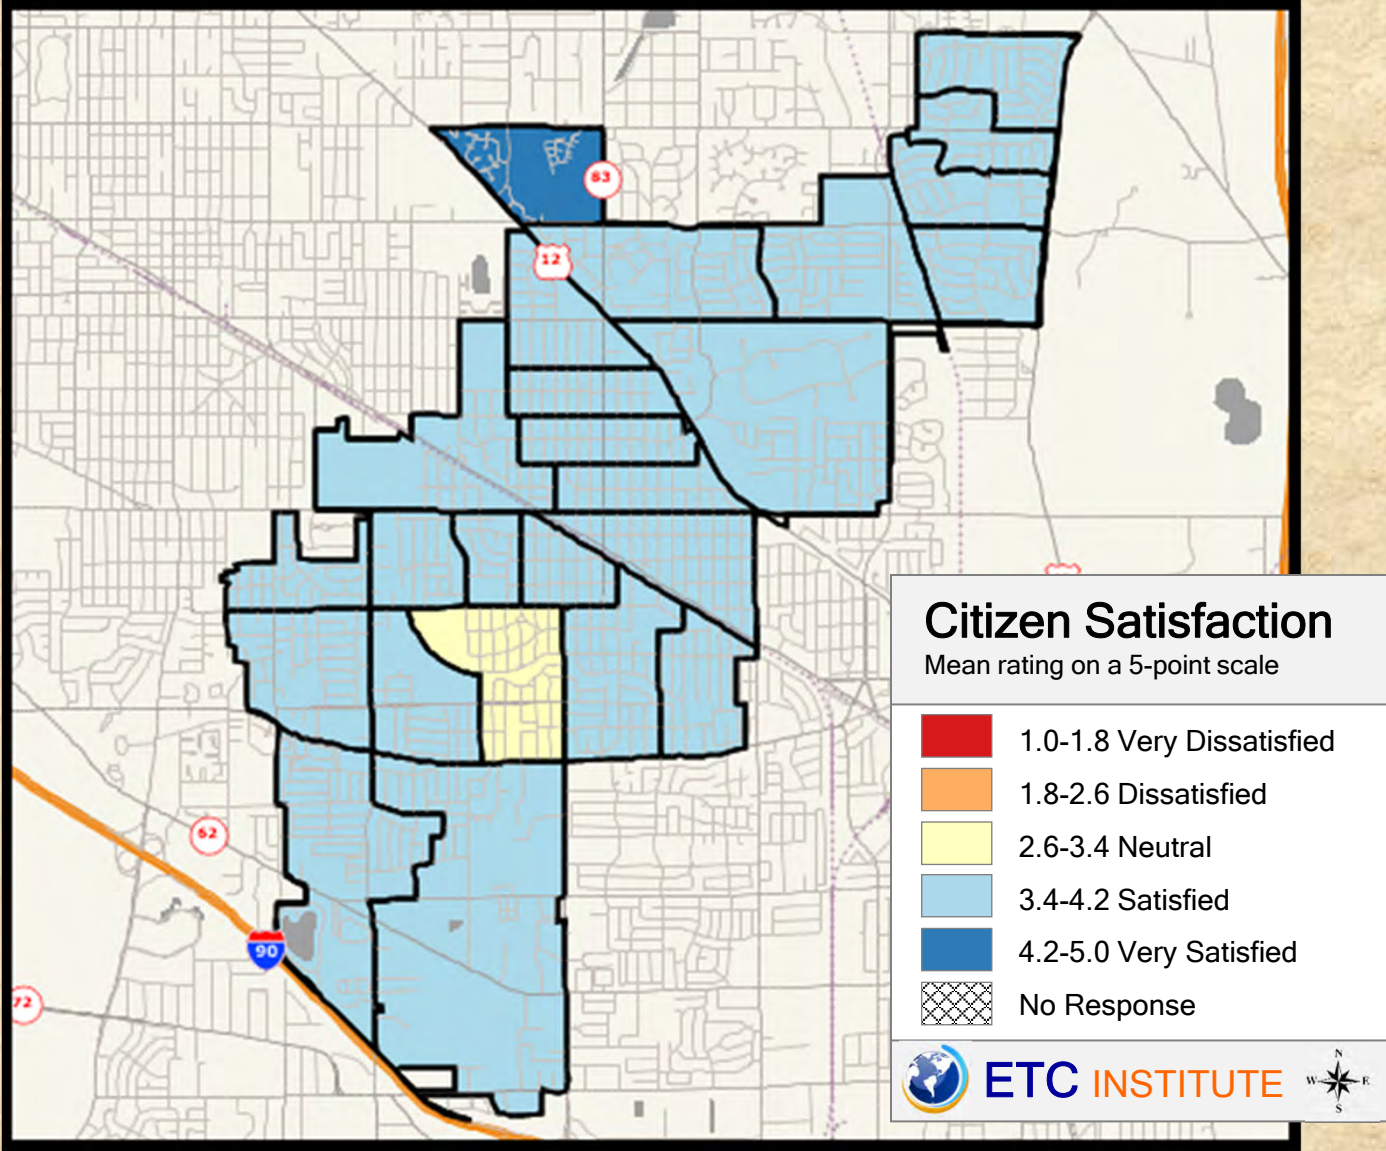 83
12
62
90
72
Citizen Satisfaction
Mean rating on a 5-point scale
1.0-1.8 Very Dissatisfied
1.8-2.6 Dissatisfied
2.6-3.4 Neutral
3.4-4.2 Satisfied
4.2-5.0 Very Satisfied
No Response
ETC INSTITUTE
N
W E
S